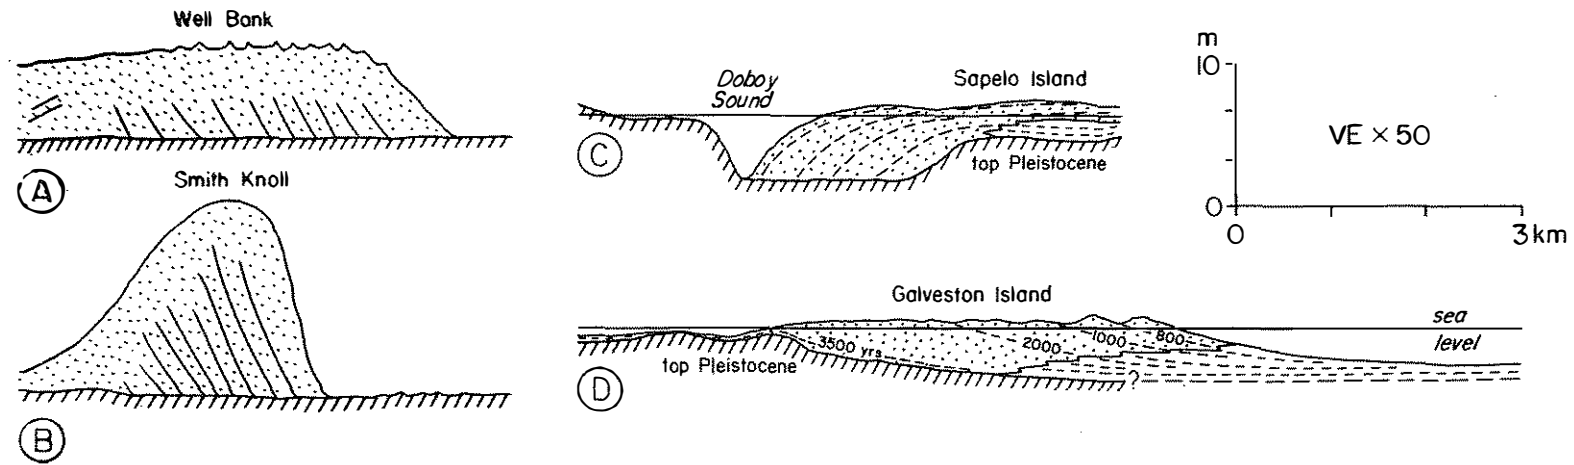 Well Bank
A
Smith Knoll
B
Doboy
Sound
Sapelo Island
top Pleistocene
C
m
10
VE × 50
0
0
3 km
Galveston Island
sea
level
3500 yrs
2000
1000
800
top Pleistocene
?
D